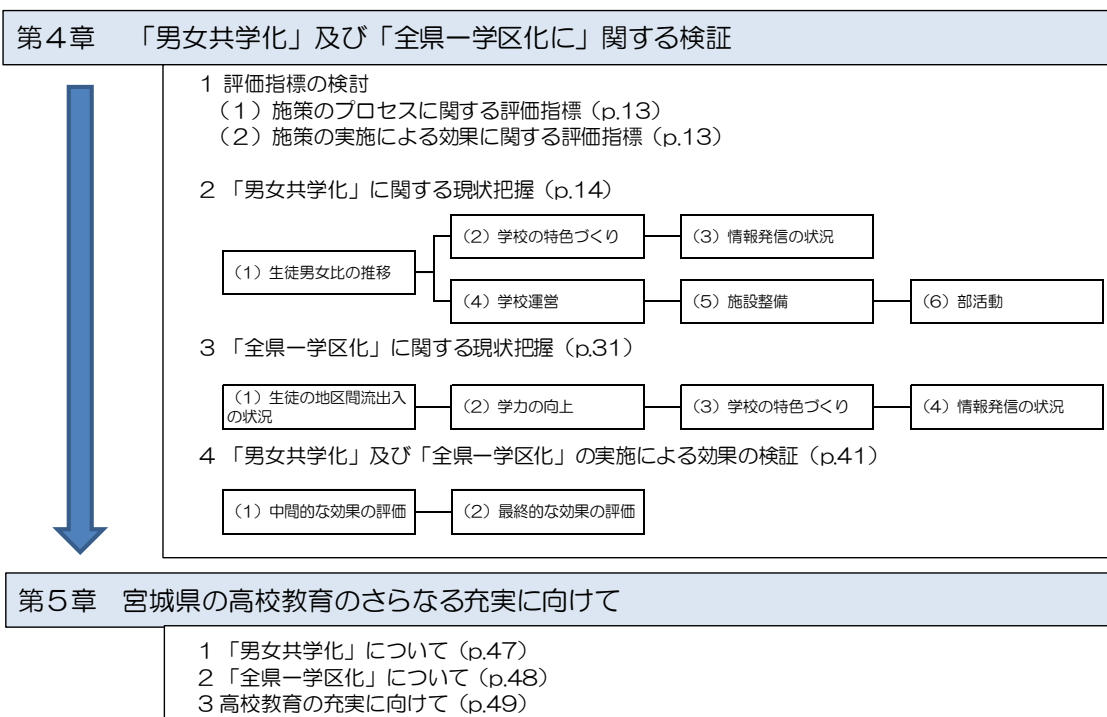 第4章 「男女共学化」及び「全県一学区化に」関する検証
1 評価指標の検討
（1）施策のプロセスに関する評価指標（p.13）
（2）施策の実施による効果に関する評価指標（p.13）
2 「男女共学化」に関する現状把握（p.14）
（1）生徒男女比の推移
（2）学校の特色づくり
（3）情報発信の状況
（4）学校運営
（5）施設整備
（6）部活動
3 「全県一学区化」に関する現状把握（p.31）
（1）生徒の地区間流出入
の状況
（2）学力の向上
（3）学校の特色づくり
（4）情報発信の状況
4 「男女共学化」及び「全県一学区化」の実施による効果の検証（p.41）
（1）中間的な効果の評価
（2）最終的な効果の評価
第5章 宮城県の高校教育のさらなる充実に向けて
1 「男女共学化」について（p.47）
2 「全県一学区化」について（p.48）
3 高校教育の充実に向けて（p.49）